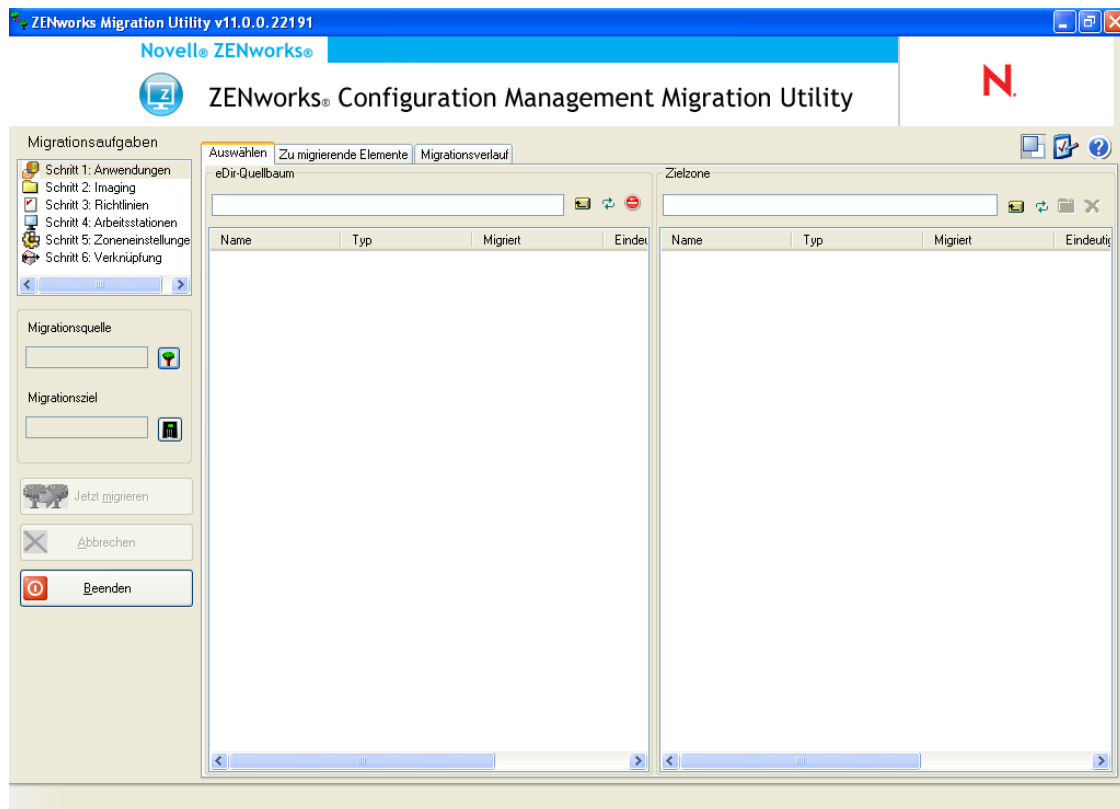 ZENworks Migration Utility v11.0.0.22191
Novell® ZENworks®
ZENworks® Configuration Management Migration Utility
N.
Migrationsaufgaben
Schritt 1: Anwendungen
Schritt 2: Imaging
Schritt 3: Richtlinien
Schritt 4: Arbeitsstationen
Schritt 5: Zoneneinstellunge
Schritt 6: Verknüpfung
Migrationsquelle
Migrationsziel
Jetzt migrieren
Abbrechen
Beenden
Auswählen Zu migrierende Elemente Migrationsverlauf
eDir-Quellbaum
Name Typ Migriert Eindeu
Zielzone
Name Typ Migriert Eindeutig